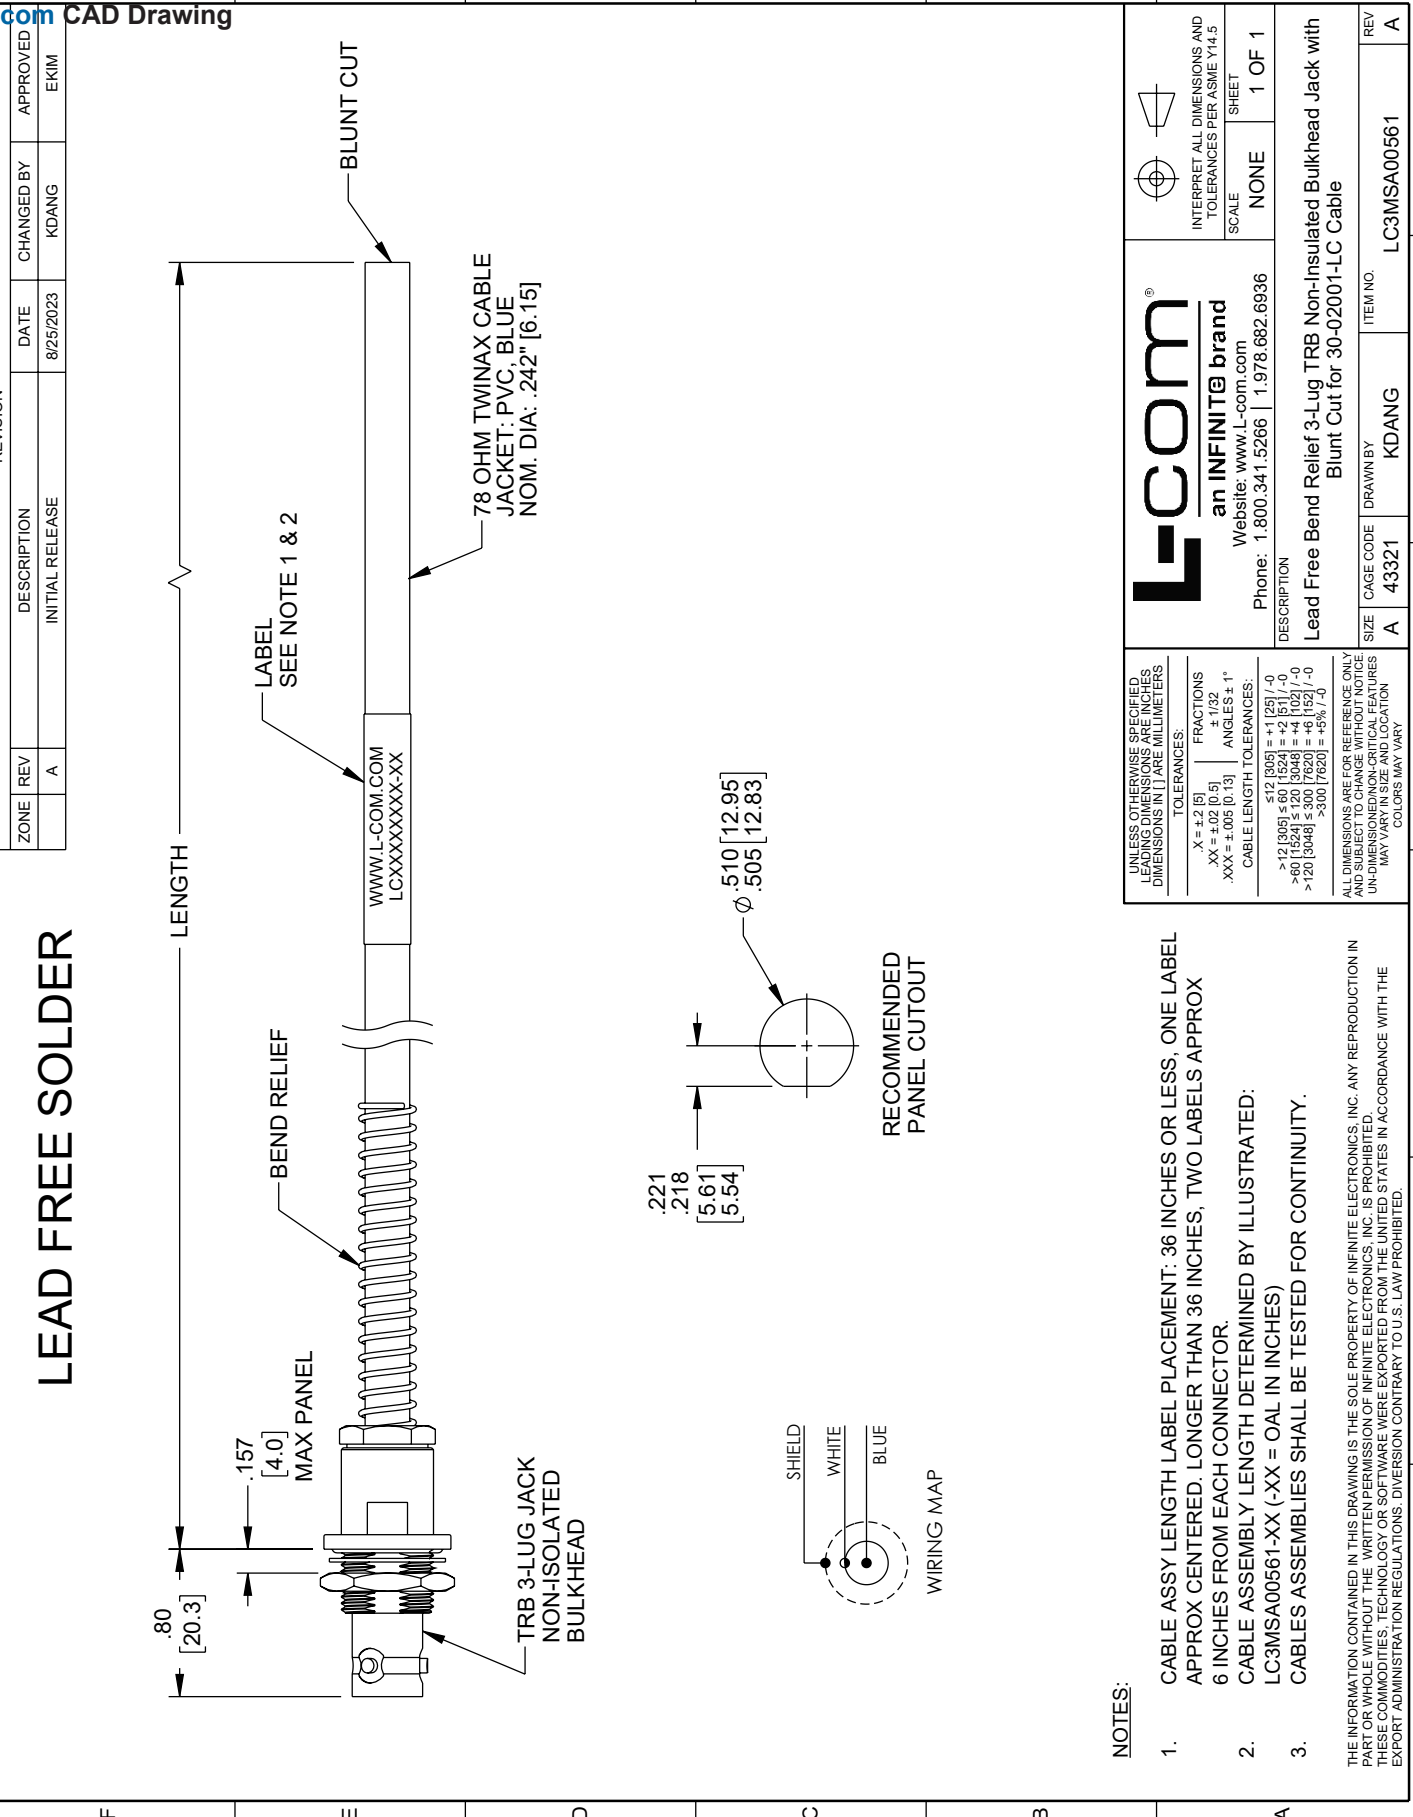 com CAD Drawing
ZONE REV DESCRIPTION DATE CHANGED BY APPROVED
A INITIAL RELEASE 8/25/2023 KDANG EKIM
LEAD FREE SOLDER
LENGTH
.80
[20.3]
.157
[4.0]
MAX PANEL
BEND RELIEF
LABEL
SEE NOTE 1 & 2
BLUNT CUT
WWW.L-COM.COM
LCXXXXXXX-XX
TRB 3-LUG JACK
NON-ISOLATED
BULKHEAD
78 OHM TWINAX CABLE
JACKET: PVC, BLUE
NOM. DIA: .242" [6.15]
.221
.218
[5.61]
[5.54]
Ø .510 [12.95]
.505 [12.83]
RECOMMENDED
PANEL CUTOUT
SHIELD
WHITE
BLUE
WIRING MAP
NOTES:
1. CABLE ASSY LENGTH LABEL PLACEMENT: 36 INCHES OR LESS, ONE LABEL
APPROX CENTERED. LONGER THAN 36 INCHES, TWO LABELS APPROX
6 INCHES FROM EACH CONNECTOR.
2. CABLE ASSEMBLY LENGTH DETERMINED BY ILLUSTRATED:
LC3MSA00561-XX (-XX = OAL IN INCHES)
3. CABLES ASSEMBLIES SHALL BE TESTED FOR CONTINUITY.
THE INFORMATION CONTAINED IN THIS DRAWING IS THE SOLE PROPERTY OF INFINITE ELECTRONICS, INC. ANY REPRODUCTION IN
PART OR WHOLE WITHOUT THE WRITTEN PERMISSION OF INFINITE ELECTRONICS, INC. IS PROHIBITED.
THESE COMMODITIES, TECHNOLOGY OR SOFTWARE WERE EXPORTED FROM THE UNITED STATES IN ACCORDANCE WITH THE
EXPORT ADMINISTRATION REGULATIONS. DIVERSION CONTRARY TO U.S. LAW PROHIBITED.
UNLESS OTHERWISE SPECIFIED
LEADING DIMENSIONS ARE INCHES
DIMENSIONS IN [ ] ARE MILLIMETERS
TOLERANCES:
.X = ±.2 [5] FRACTIONS
.XX = ±.02 [0.5] ± 1/32
.XXX = ±.005 [0.13] ANGLES ± 1°
CABLE LENGTH TOLERANCES:
≤12 [305] = +1 [25] / -0
>12 [305] ≤ 60 [1524] = +2 [51] / -0
>60 [1524] ≤ 120 [3048] = +4 [102] / -0
>120 [3048] ≤ 300 [7620] = +6 [152] / -0
>300 [7620] = +5% / -0
ALL DIMENSIONS ARE FOR REFERENCE ONLY
AND SUBJECT TO CHANGE WITHOUT NOTICE.
UN-DIMENSIONED/NON-CRITICAL FEATURES
MAY VARY IN SIZE AND LOCATION
COLORS MAY VARY
L-com®
an INFINIT@ brand
Website: www.L-com.com
Phone: 1.800.341.5266 | 1.978.682.6936
INTERPRET ALL DIMENSIONS AND
TOLERANCES PER ASME Y14.5
SCALE NONE
SHEET 1 OF 1
DESCRIPTION
Lead Free Bend Relief 3-Lug TRB Non-Insulated Bulkhead Jack with
Blunt Cut for 30-02001-LC Cable
SIZE A
CAGE CODE 43321
DRAWN BY KDANG
ITEM NO. LC3MSA00561
REV A
F
E
D
C
B
A